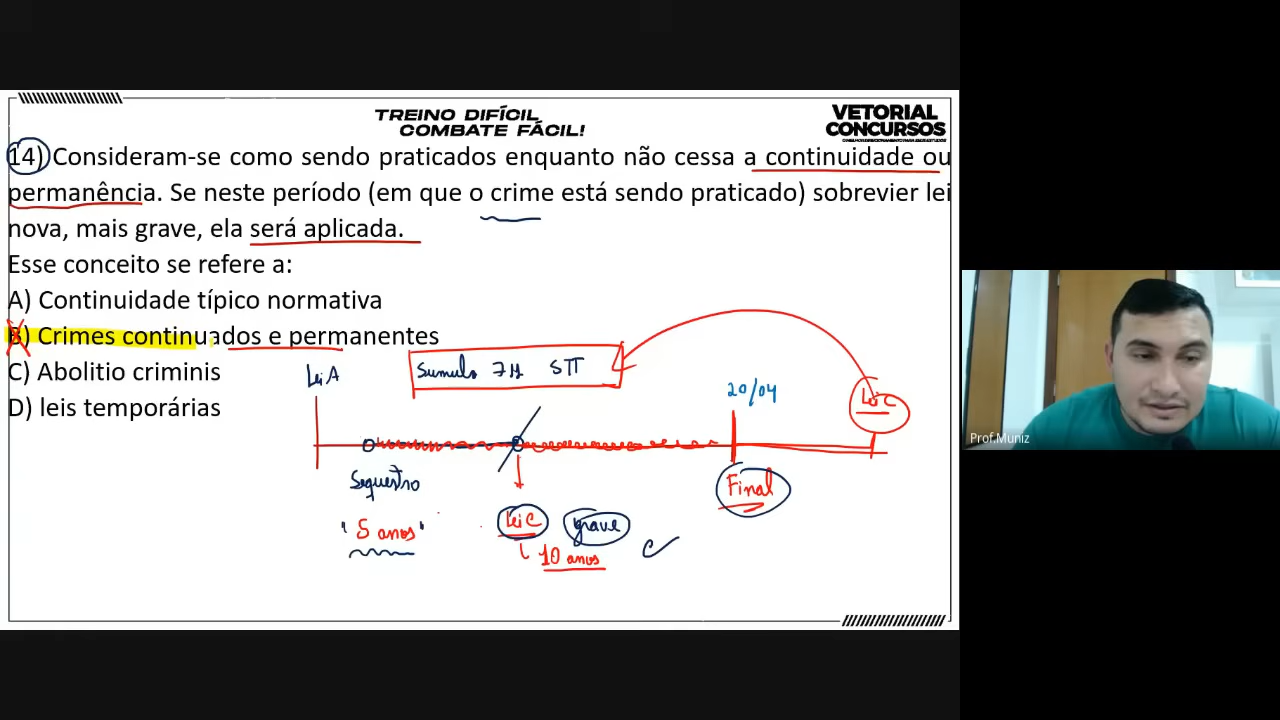 TREINO DIFÍCIL
COMBATE FÁCIL!
VETORIAL
CONCURSOS
14) Consideram-se como sendo praticados enquanto não cessa a continuidade ou
permanência. Se neste período (em que o crime está sendo praticado) sobrevier lei
nova, mais grave, ela será aplicada.
Esse conceito se refere a:
A) Continuidade típico normativa
B) Crimes continuados e permanentes
C) Abolitio criminis
D) leis temporárias
Lei A
Sumula 711 STF
20/04
Lei C
Sequestro
Final
"5 anos"
Lei C grave
10 anos
Prof.Muniz